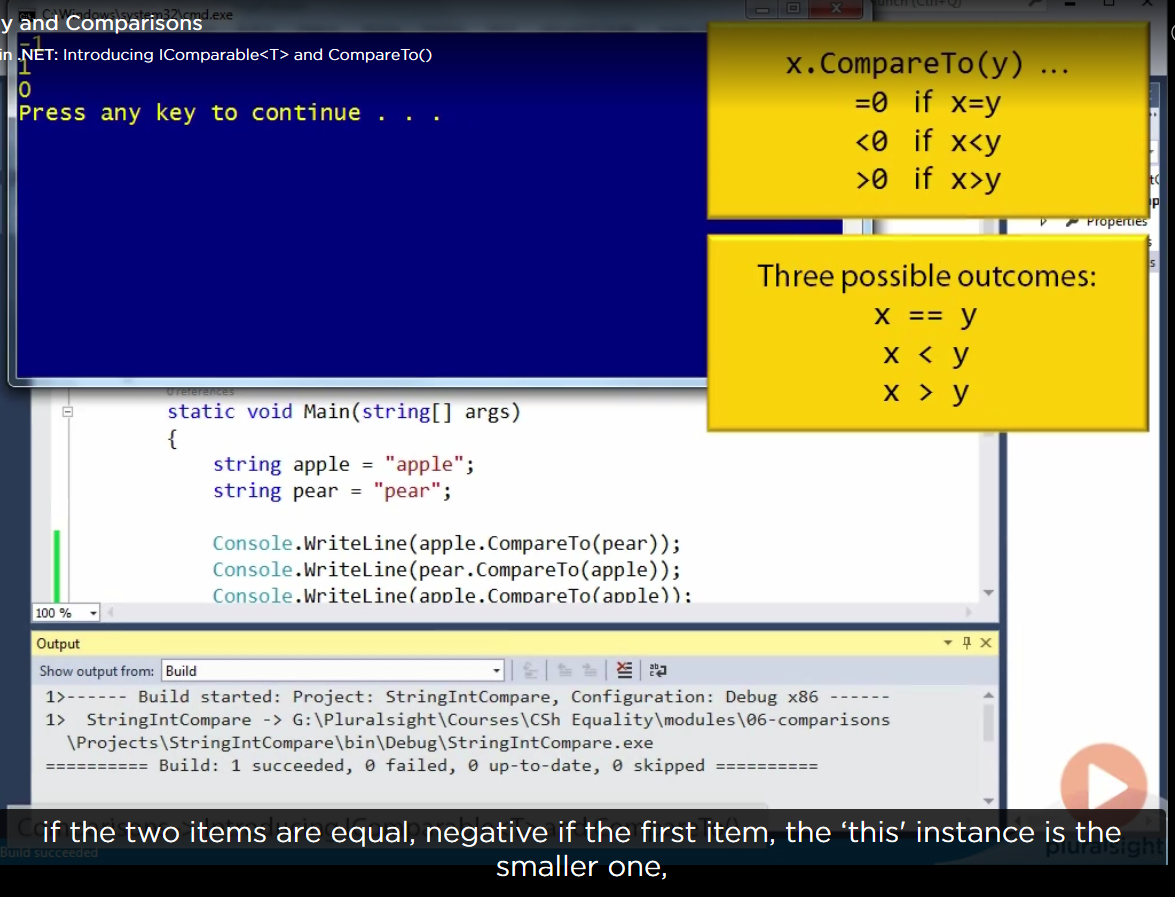 C:\Windows\system32\cmd.exe
y and Comparisons
in .NET: Introducing IComparable<T> and CompareTo()
-1
1
0
Press any key to continue . . .
x.CompareTo(y) ...
=0 if x=y
<0 if x<y
>0 if x>y
Properties
Three possible outcomes:
x == y
x < y
x > y
0 references
static void Main(string[] args)
{
string apple = "apple";
string pear = "pear";
Console.WriteLine(apple.CompareTo(pear));
Console.WriteLine(pear.CompareTo(apple));
Console.WriteLine(apple.CompareTo(apple));
100 %
Output
Show output from: Build
1>------ Build started: Project: StringIntCompare, Configuration: Debug x86 ------
1>  StringIntCompare -> G:\Pluralsight\Courses\CSh Equality\modules\06-comparisons
\Projects\StringIntCompare\bin\Debug\StringIntCompare.exe
========== Build: 1 succeeded, 0 failed, 0 up-to-date, 0 skipped ==========
if the two items are equal, negative if the first item, the ‘this’ instance is the
smaller one,
pluralsight
Build succeeded